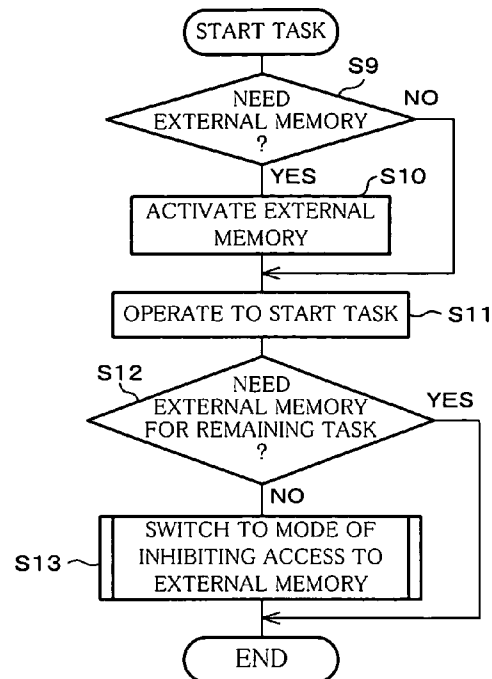 START TASK
S9
NEED
EXTERNAL MEMORY
?
NO
YES
S10
ACTIVATE EXTERNAL
MEMORY
OPERATE TO START TASK
S11
S12
NEED
EXTERNAL MEMORY
FOR REMAINING TASK
?
YES
NO
S13
SWITCH TO MODE OF
INHIBITING ACCESS TO
EXTERNAL MEMORY
END